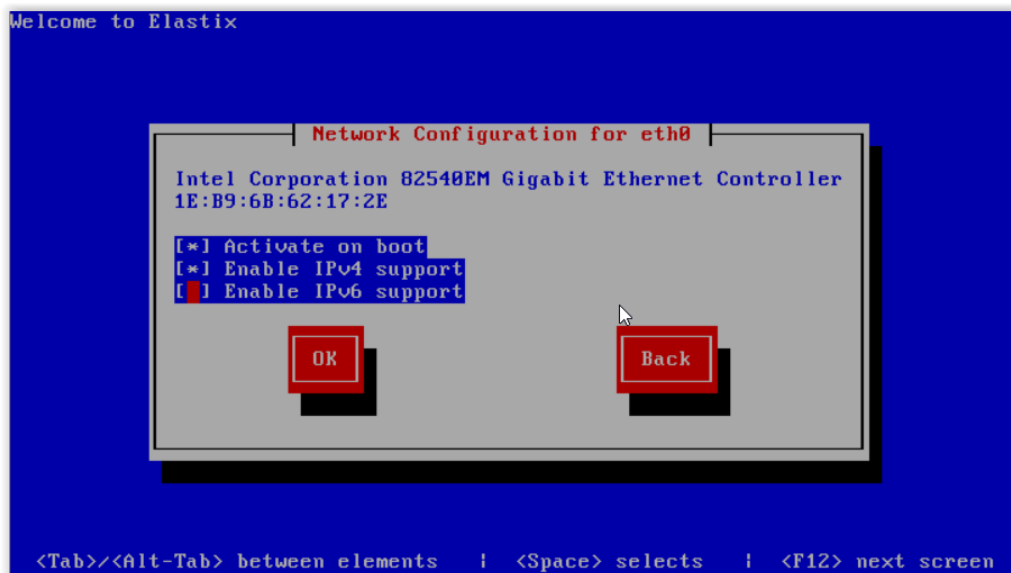 Welcome to Elastix
Network Configuration for eth0
Intel Corporation 82540EM Gigabit Ethernet Controller
1E:B9:6B:62:17:2E
[*] Activate on boot
[*] Enable IPv4 support
[ ] Enable IPv6 support
OK Back
<Tab>/<Alt-Tab> between elements | <Space> selects | <F12> next screen